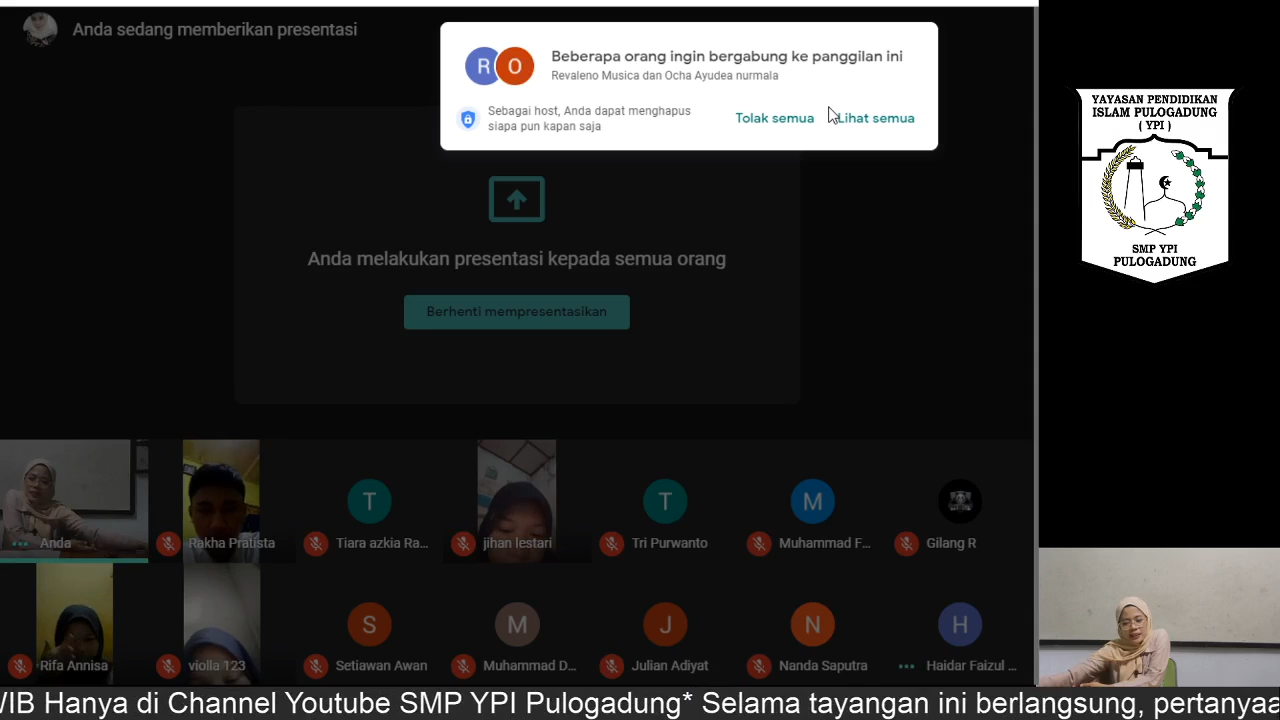 Anda sedang memberikan presentasi
R
O
Beberapa orang ingin bergabung ke panggilan ini
Revaleno Musica dan Ocha Ayudea nurmala
Sebagai host, Anda dapat menghapus
siapa pun kapan saja
Tolak semua
Lihat semua
Anda melakukan presentasi kepada semua orang
Berhenti mempresentasikan
YAYASAN PENDIDIKAN
ISLAM PULOGADUNG
( YPI )
SMP YPI
PULOGADUNG
T
T
M
Anda
Rakha Pratista
Tiara azkia Ra...
jihan lestari
Tri Purwanto
Muhammad F...
Gilang R
S
M
J
N
H
Rifa Annisa
violla 123
Setiawan Awan
Muhammad D...
Julian Adiyat
Nanda Saputra
Haidar Faizul ...
/IB Hanya di Channel Youtube SMP YPI Pulogadung* Selama tayangan ini berlangsung, pertanyaa